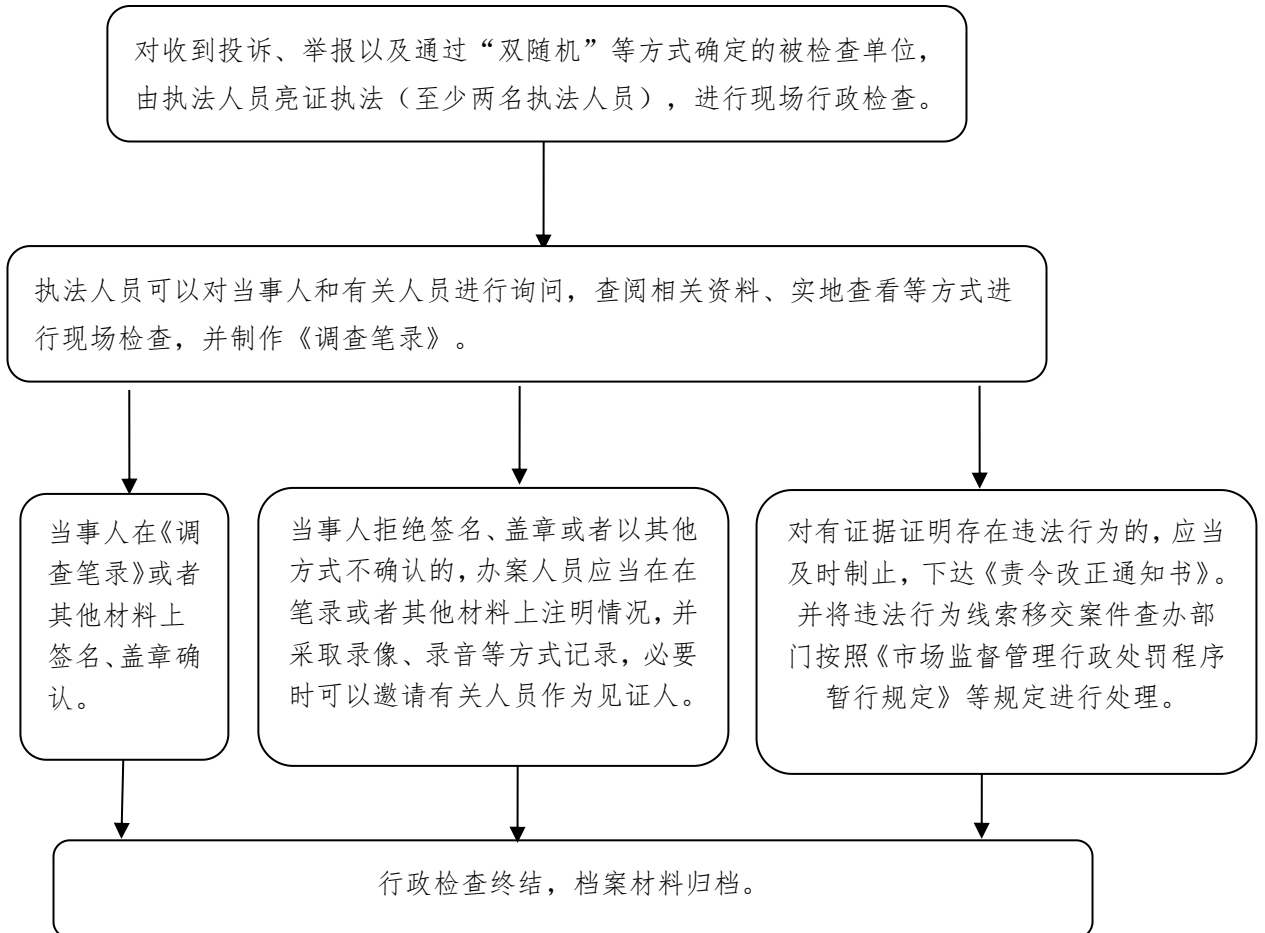 对收到投诉、举报以及通过“双随机”等方式确定的被检查单位，
由执法人员亮证执法（至少两名执法人员），进行现场行政检查。
执法人员可以对当事人和有关人员进行询问，查阅相关资料、实地查看等方式进
行现场检查，并制作《调查笔录》。
当事人在《调
查笔录》或者
其他材料上
签名、盖章确
认。
当事人拒绝签名、盖章或者以其他
方式不确认的，办案人员应当在在
笔录或者其他材料上注明情况，并
采取录像、录音等方式记录，必要
时可以邀请有关人员作为见证人。
对有证据证明存在违法行为的，应当
及时制止，下达《责令改正通知书》。
并将违法行为线索移交案件查办部
门按照《市场监督管理行政处罚程序
暂行规定》等规定进行处理。
行政检查终结，档案材料归档。